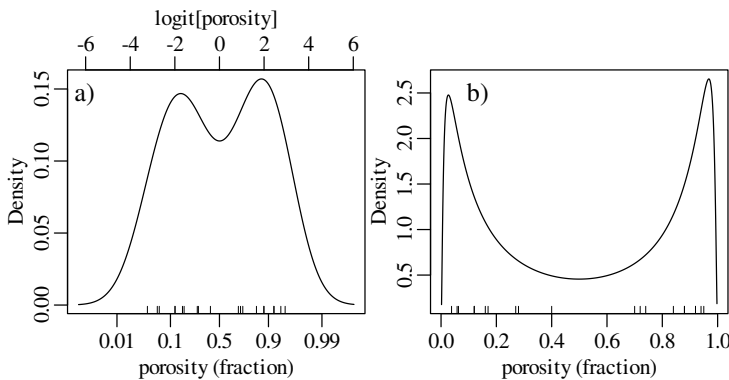 logit[porosity]
-6 -4 -2 0 2 4 6
a)
Density
0.00 0.05 0.10 0.15
0.01 0.1 0.5 0.9 0.99
porosity (fraction)
b)
Density
0.5 1.0 1.5 2.0 2.5
0.0 0.2 0.4 0.6 0.8 1.0
porosity (fraction)